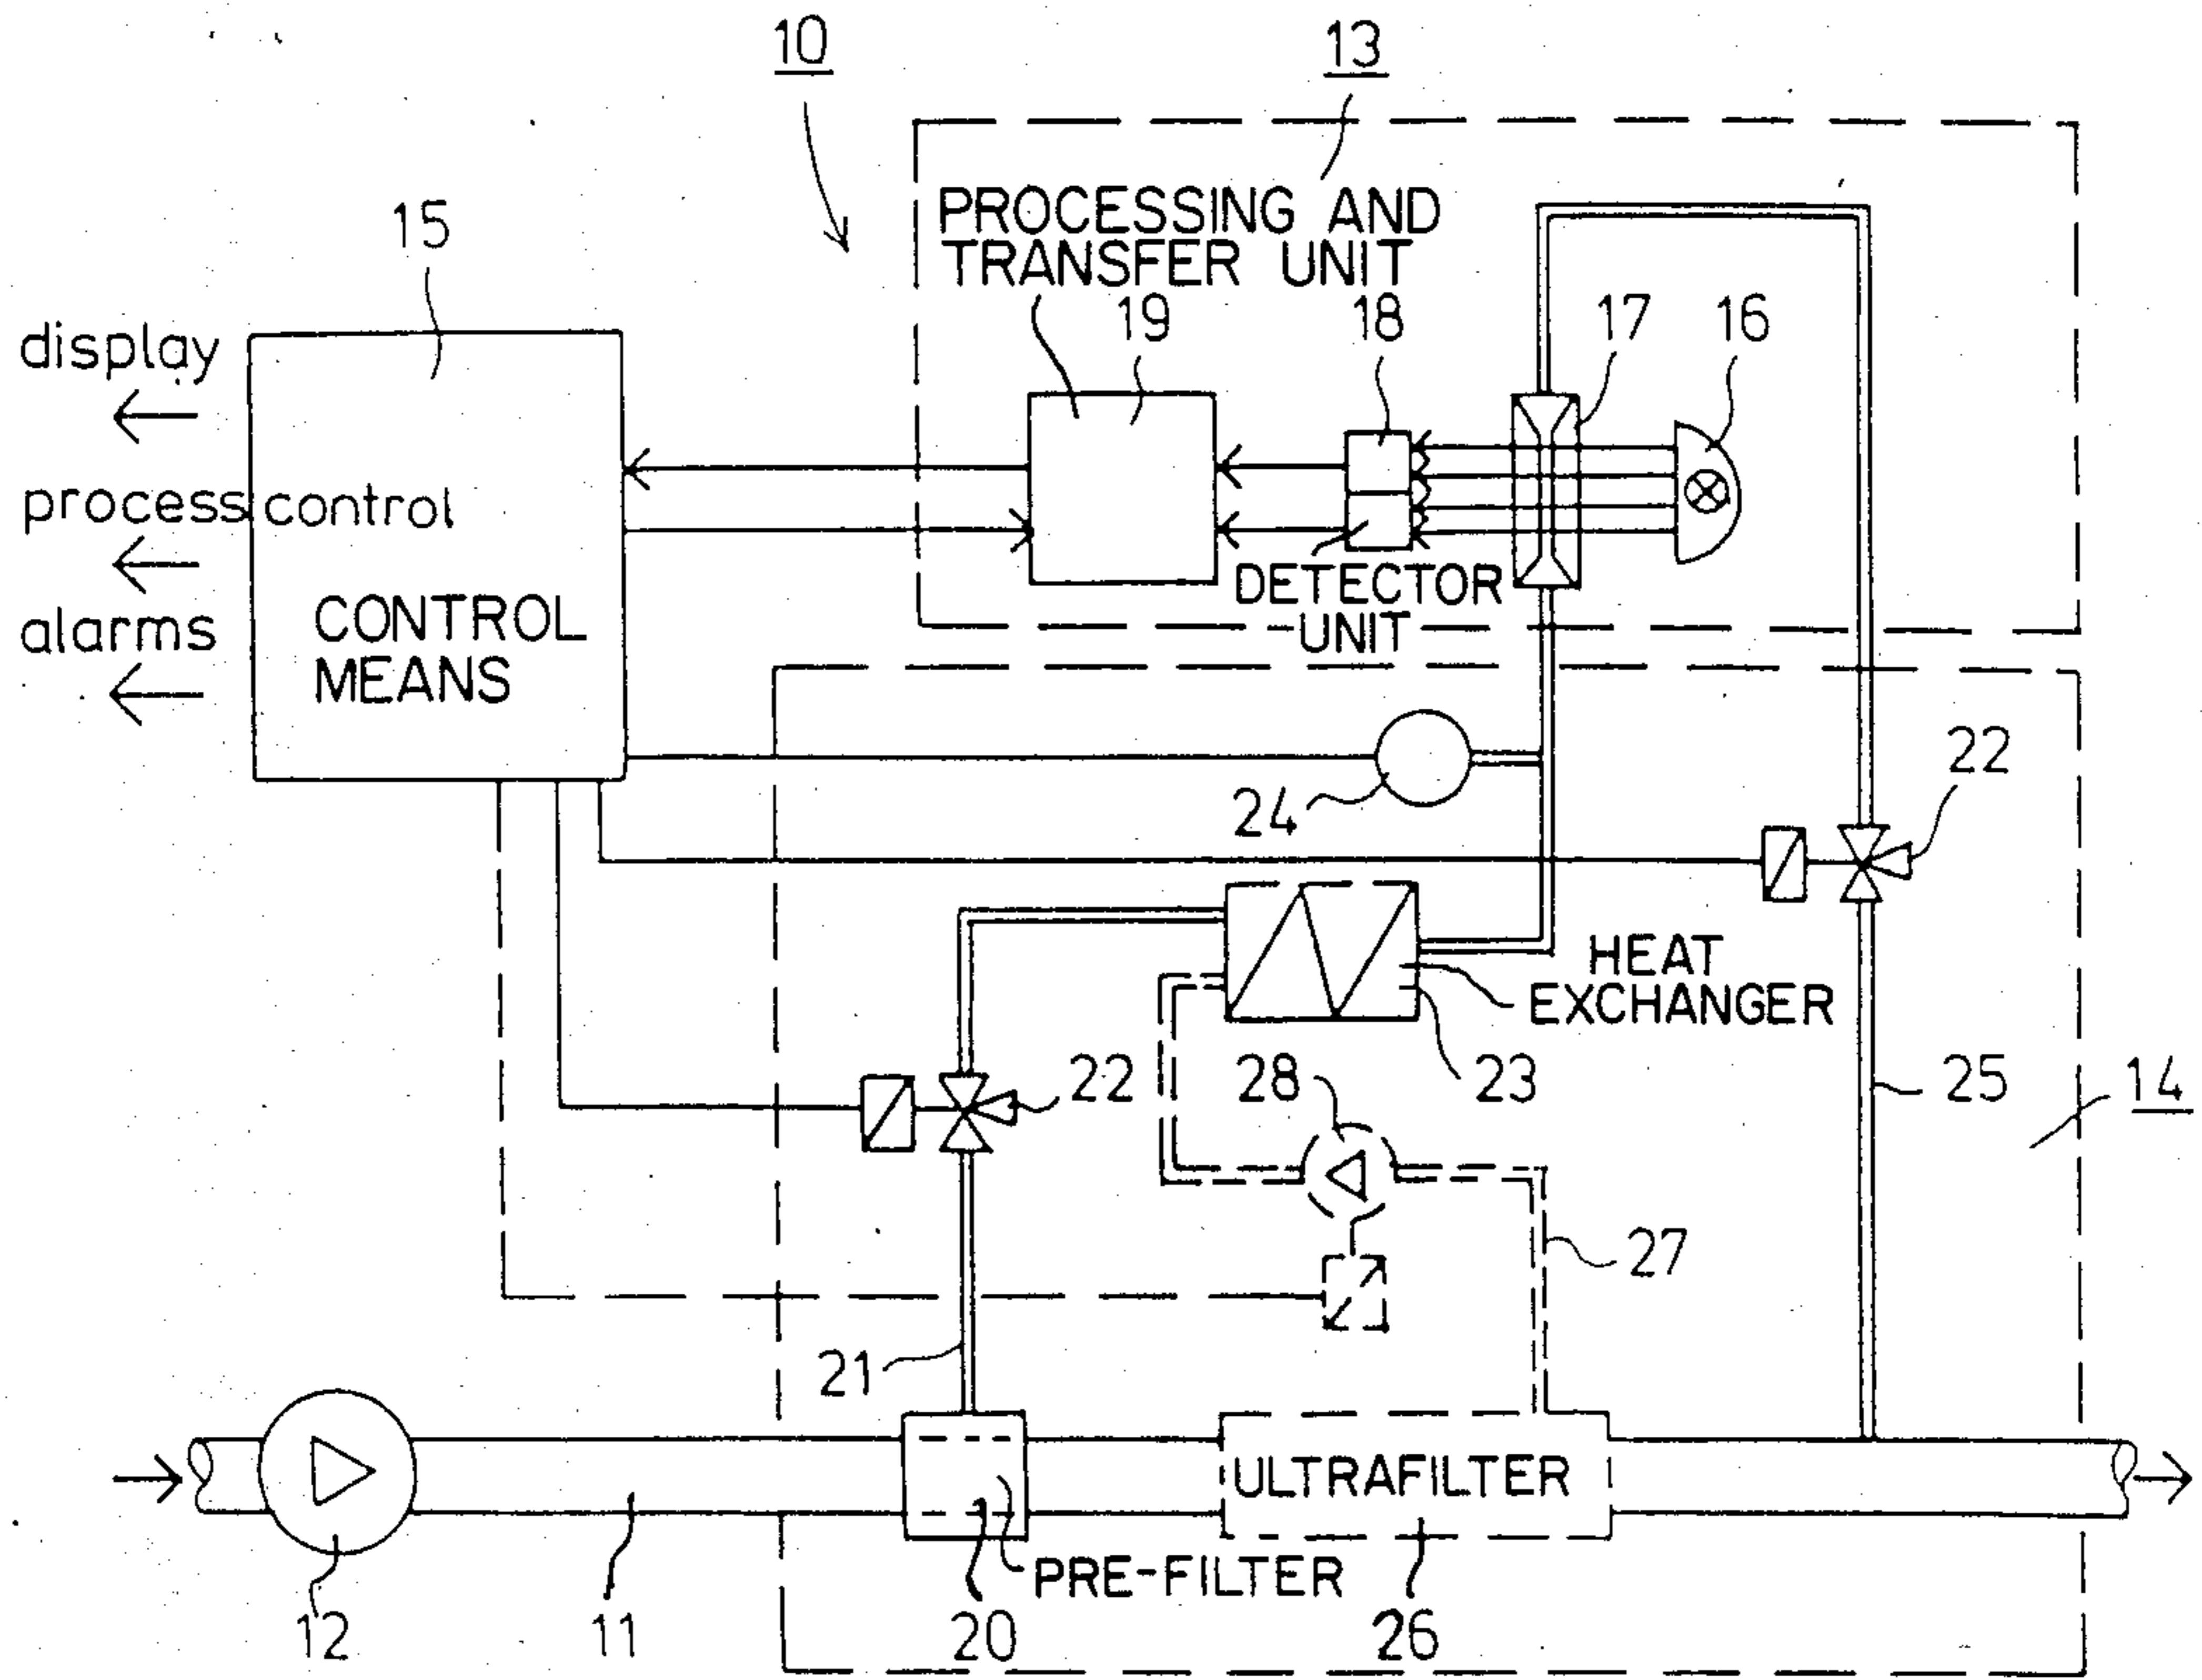 10
13
PROCESSING AND
TRANSFER UNIT
15
19
18
17
16
display
process control
alarms
CONTROL
MEANS
DETECTOR
UNIT
24
22
HEAT
EXCHANGER
23
22
28
25
14
27
21
ULTRAFILTER
PRE-FILTER
12
11
20
26